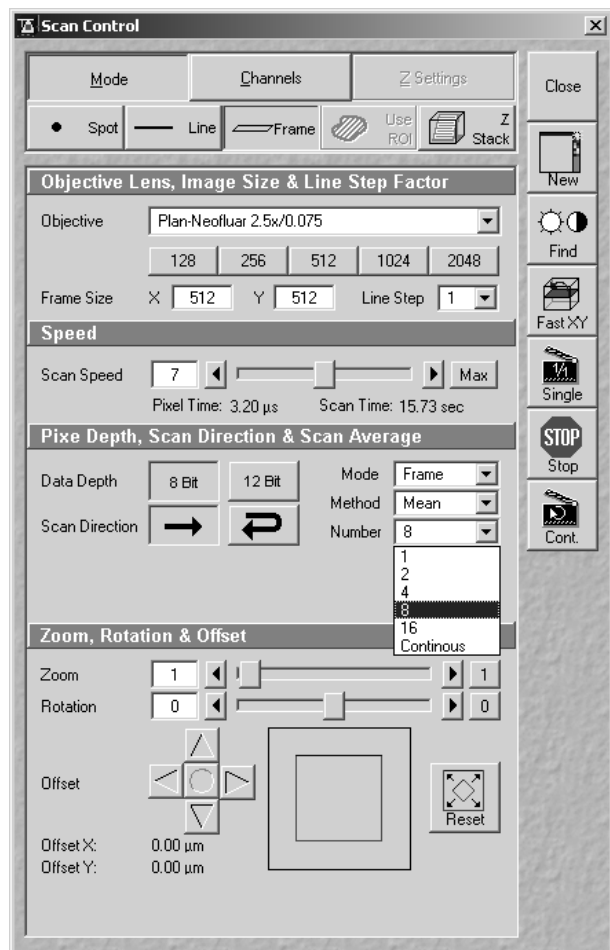 Scan Control
Mode Channels Z Settings
Close
Spot Line Frame Use ROI Z Stack
New
Objective Lens, Image Size & Line Step Factor
Objective Plan-Neofluar 2.5x/0.075
Find
128 256 512 1024 2048
Frame Size X 512 Y 512 Line Step 1
Fast XY
Speed
Scan Speed 7 Max
1/1
Single
Pixel Time: 3.20 µs Scan Time: 15.73 sec
Pixe Depth, Scan Direction & Scan Average
STOP
Stop
Data Depth 8 Bit 12 Bit Mode Frame
Method Mean
Scan Direction Number 8
Cont.
1
2
4
8
16
Continous
Zoom, Rotation & Offset
Zoom 1 1
Rotation 0 0
Offset
Reset
Offset X: 0.00 µm
Offset Y: 0.00 µm